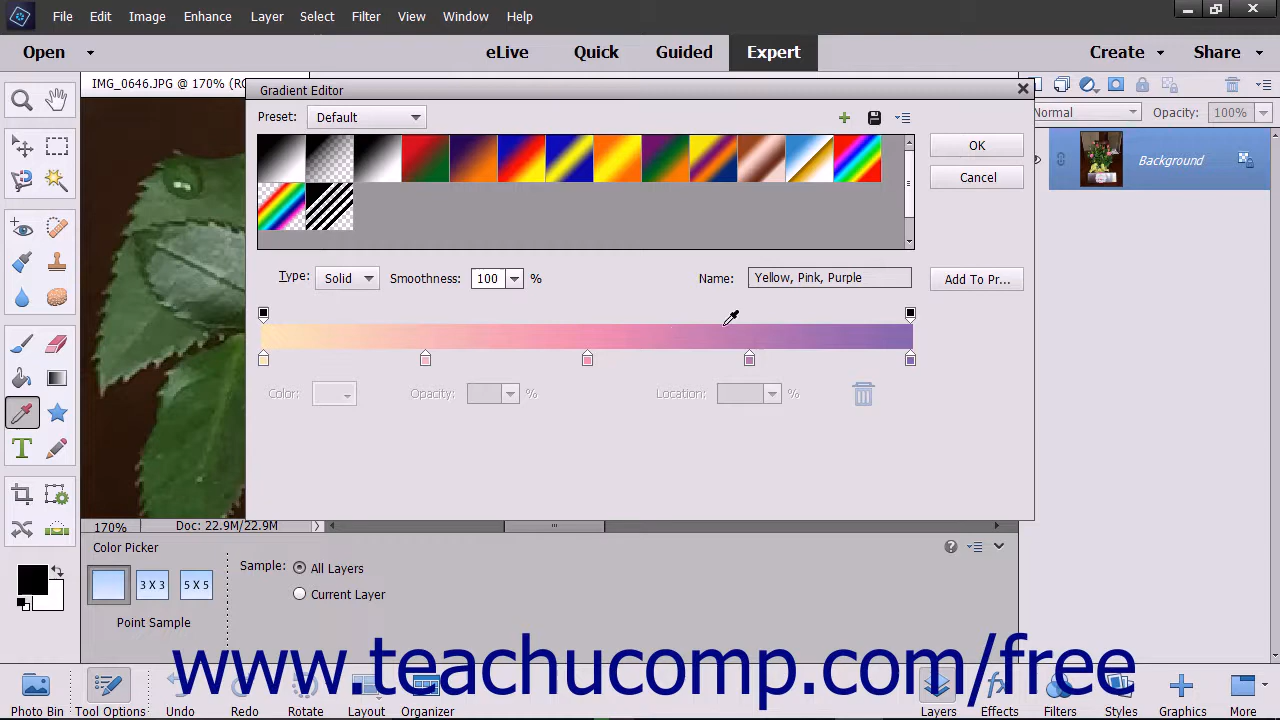 File Edit Image Enhance Layer Select Filter View Window Help
Open eLive Quick Guided Expert Create Share
IMG_0646.JPG @ 170% (RG
Gradient Editor
Preset: Default
Normal Opacity: 100%
OK
Background
Cancel
Type: Solid Smoothness: 100 % Name: Yellow, Pink, Purple Add To Pr...
Color: Opacity: % Location: %
170% Doc: 22.9M/22.9M
Color Picker
Sample: All Layers
3 X 3 5 X 5
Current Layer
Point Sample
www.teachucomp.com/free
Photo Bin Tool Options Undo Redo Rotate Layout Organizer Layers Effects Filters Styles Graphics More